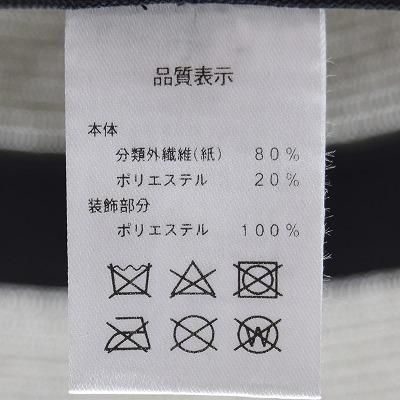 品質表示
本体
分類外繊維(紙) 80%
ポリエステル 20%
装飾部分
ポリエステル 100%
W